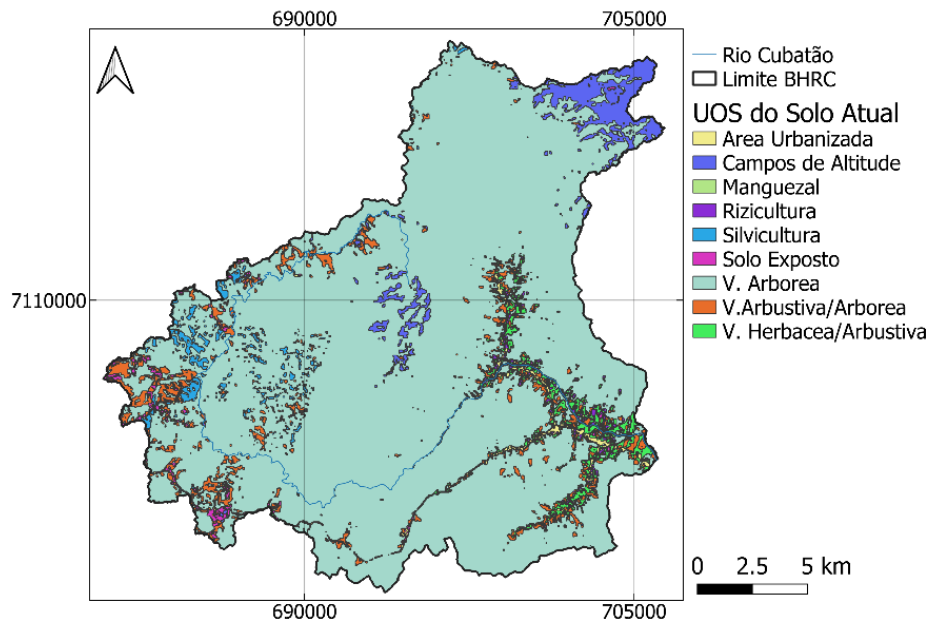 690000
705000
Rio Cubatão
Limite BHRC
UOS do Solo Atual
Area Urbanizada
Campos de Altitude
Manguezal
Rizicultura
Silvicultura
Solo Exposto
V. Arborea
V.Arbustiva/Arborea
V. Herbacea/Arbustiva
7110000
7110000
0 2.5 5 km
690000
705000